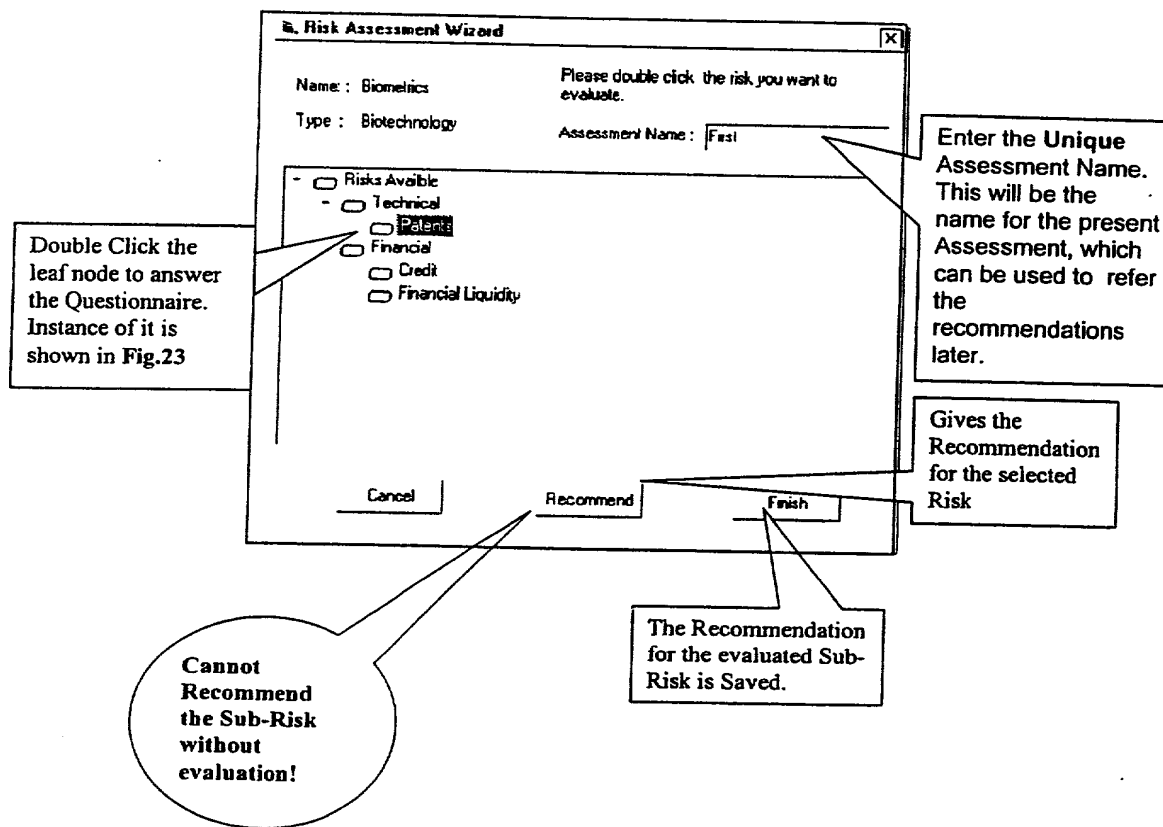 Risk Assessment Wizard
Name : Biometrics
Please double click the risk you want to
evaluate.
Type : Biotechnology
Assessment Name : First
- Risks Avaible
- Technical
Patents
Financial
Credit
Financial Liquidity
Cancel
Recommend
Finish
Double Click the
leaf node to answer
the Questionnaire.
Instance of it is
shown in Fig.23
Enter the Unique
Assessment Name.
This will be the
name for the present
Assessment, which
can be used to refer
the
recommendations
later.
Gives the
Recommendation
for the selected
Risk
The Recommendation
for the evaluated Sub-
Risk is Saved.
Cannot
Recommend
the Sub-Risk
without
evaluation!